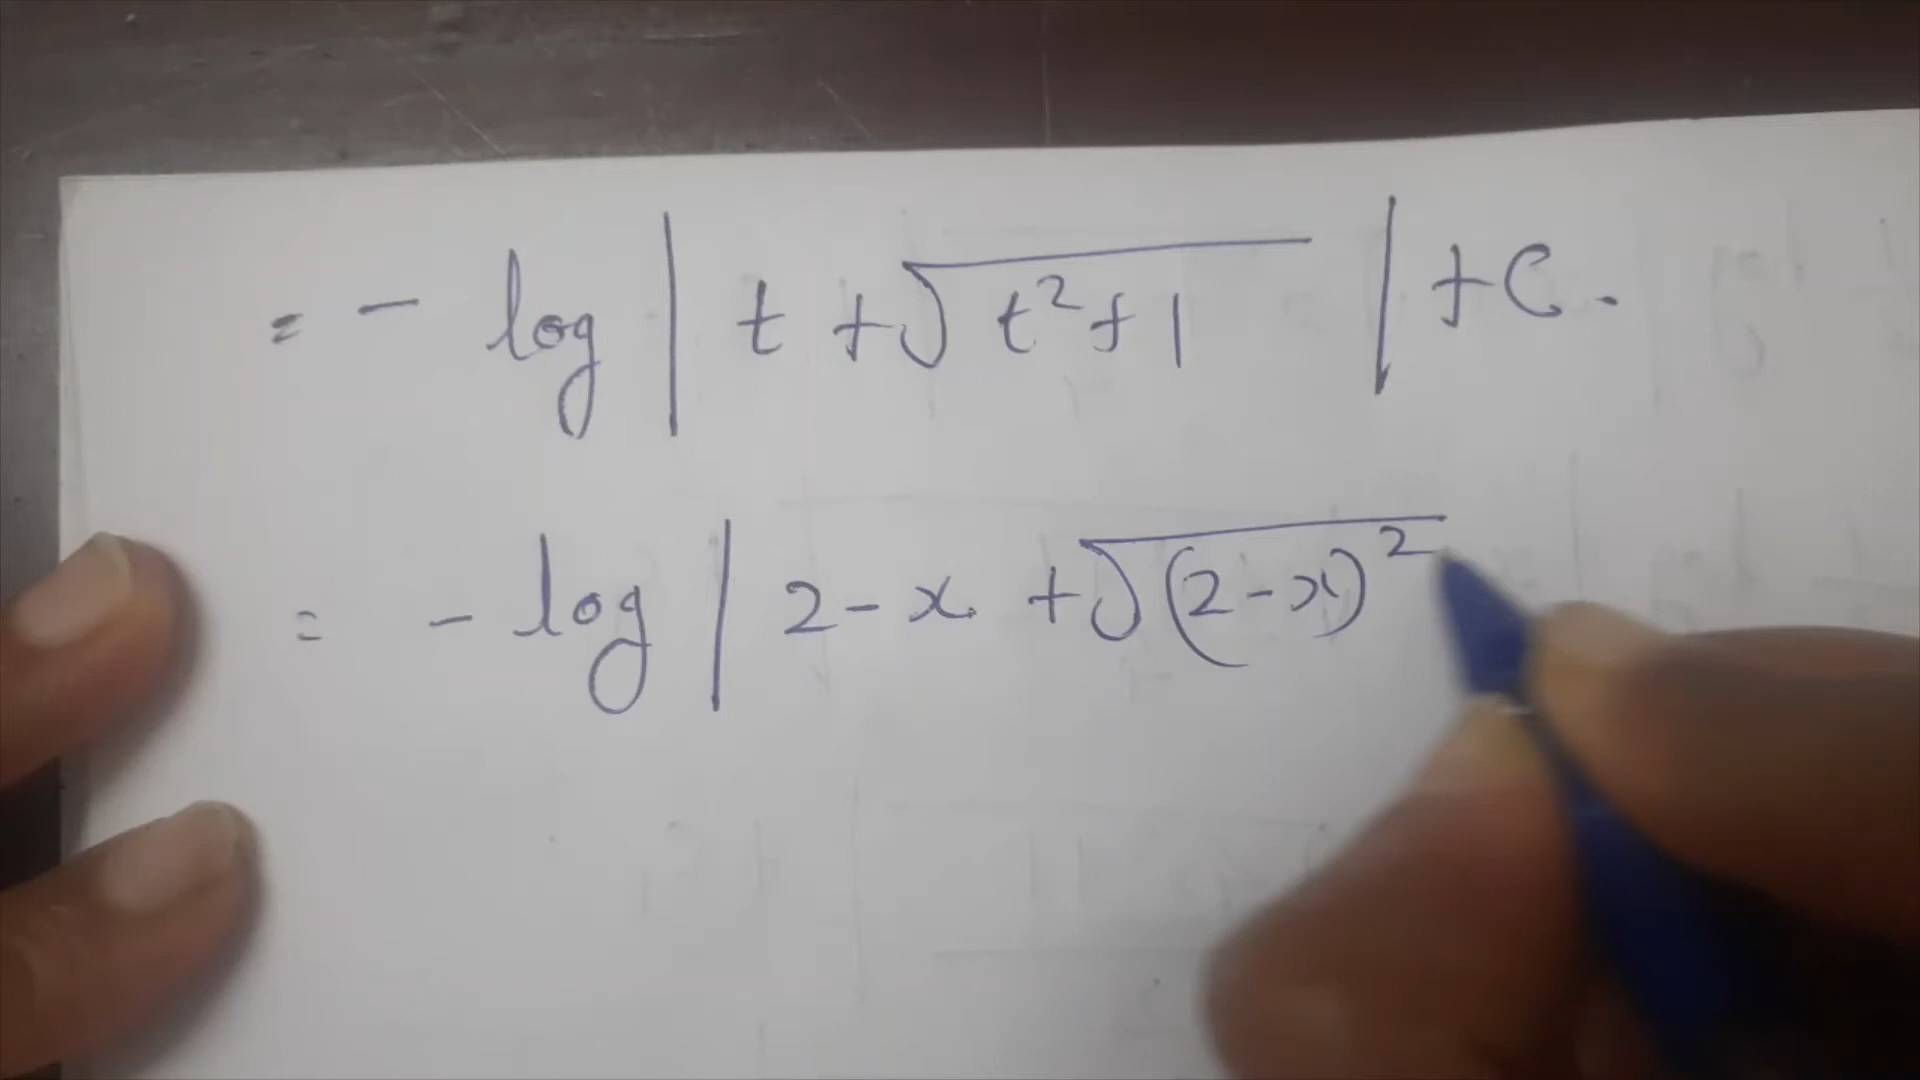 = - log | t + √(t² + 1) | + C.
= - log | 2 - x + √((2 - x)²